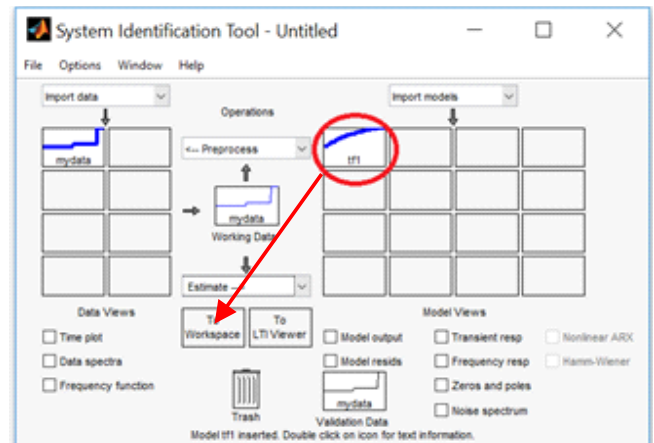 System Identification Tool - Untitled
File Options Window Help
Import data
Operations
Import models
<-- Preprocess
mydata
tf1
mydata
Working Data
Estimate -->
Data Views
To Workspace
To LTI Viewer
Model Views
Time plot
Data spectra
Frequency function
Model output
Model resids
Transient resp
Frequency resp
Zeros and poles
Noise spectrum
Nonlinear ARX
Hamm-Wiener
Trash
mydata
Validation Data
Model tf1 inserted. Double click on icon for text information.